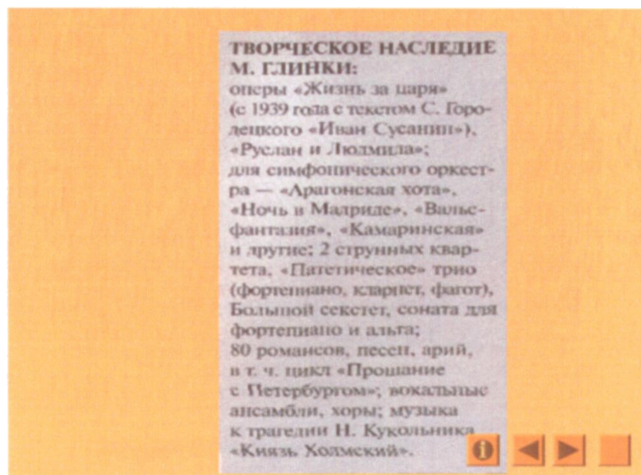 ТВОРЧЕСКОЕ НАСЛЕДИЕ
М. ГЛИНКИ:
оперы «Жизнь за царя»
(с 1939 года с текстом С. Горо-
децкого «Иван Сусанин»),
«Руслан и Людмила»;
для симфонического оркест-
ра — «Арагонская хота»,
«Ночь в Мадриде», «Вальс-
фантазия», «Камаринская»
и другие; 2 струнных квар-
тета, «Патетическое» трио
(фортепиано, кларнет, фагот),
Большой секстет, соната для
фортепиано и альта;
80 романсов, песен, арий,
в т. ч. цикл «Прощание
с Петербургом»; вокальные
ансамбли, хоры; музыка
к трагедии Н. Кукольника
«Князь Холмский».